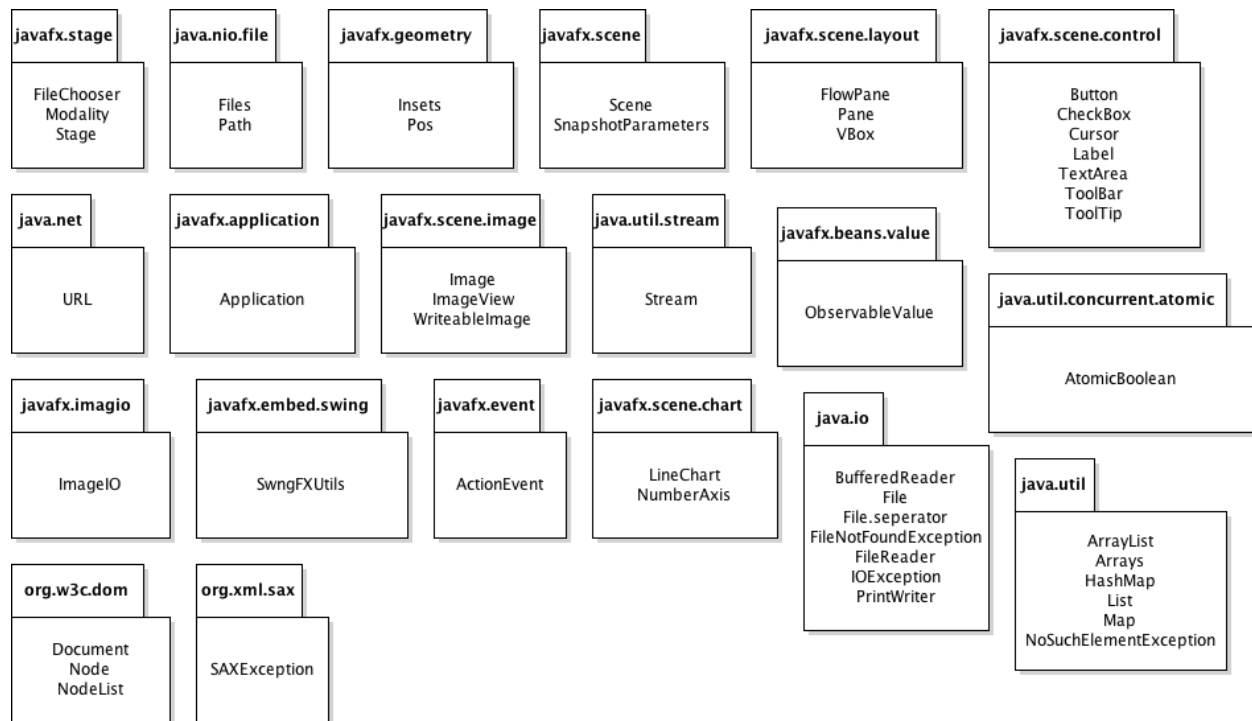 javafx.stage
FileChooser
Modality
Stage
java.nio.file
Files
Path
javafx.geometry
Insets
Pos
javafx.scene
Scene
SnapshotParameters
javafx.scene.layout
FlowPane
Pane
VBox
javafx.scene.control
Button
CheckBox
Cursor
Label
TextArea
ToolBar
ToolTip
java.net
URL
javafx.application
Application
javafx.scene.image
Image
ImageView
WriteableImage
java.util.stream
Stream
javafx.beans.value
ObservableValue
java.util.concurrent.atomic
AtomicBoolean
javafx.imagio
ImageIO
javafx.embed.swing
SwngFXUtils
javafx.event
ActionEvent
javafx.scene.chart
LineChart
NumberAxis
java.io
BufferedReader
File
File.seperator
FileNotFoundException
FileReader
IOException
PrintWriter
java.util
ArrayList
Arrays
HashMap
List
Map
NoSuchElementException
org.w3c.dom
Document
Node
NodeList
org.xml.sax
SAXException